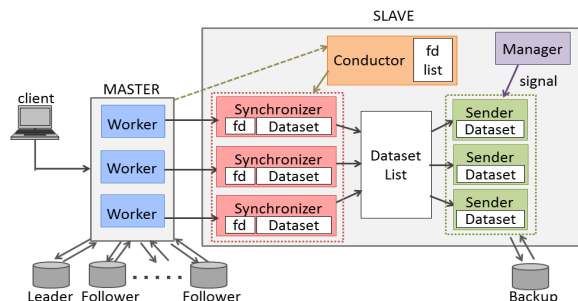 SLAVE
Conductor
fd
list
Manager
signal
client
MASTER
Worker
Worker
Worker
Synchronizer
fd Dataset
Synchronizer
fd Dataset
Synchronizer
fd Dataset
Dataset
List
Sender
Dataset
Sender
Dataset
Sender
Dataset
Leader Follower ..... Follower
Backup